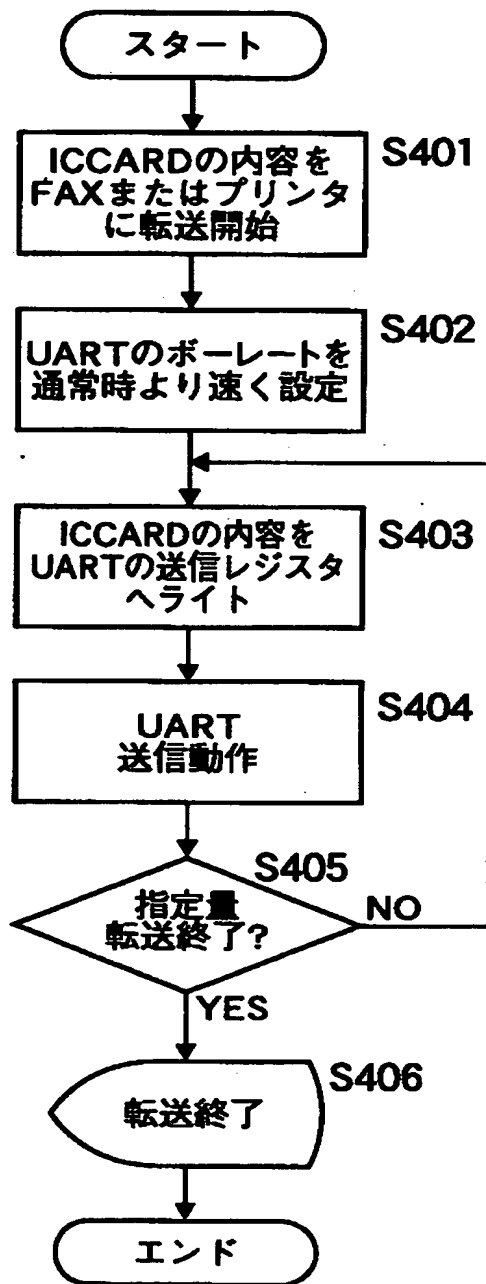 スタート
S401
ICCARDの内容を
FAXまたはプリンタ
に転送開始
S402
UARTのボーレートを
通常時より速く設定
S403
ICCARDの内容を
UARTの送信レジスタ
へライト
S404
UART
送信動作
S405
指定量
転送終了?
NO
YES
S406
転送終了
エンド